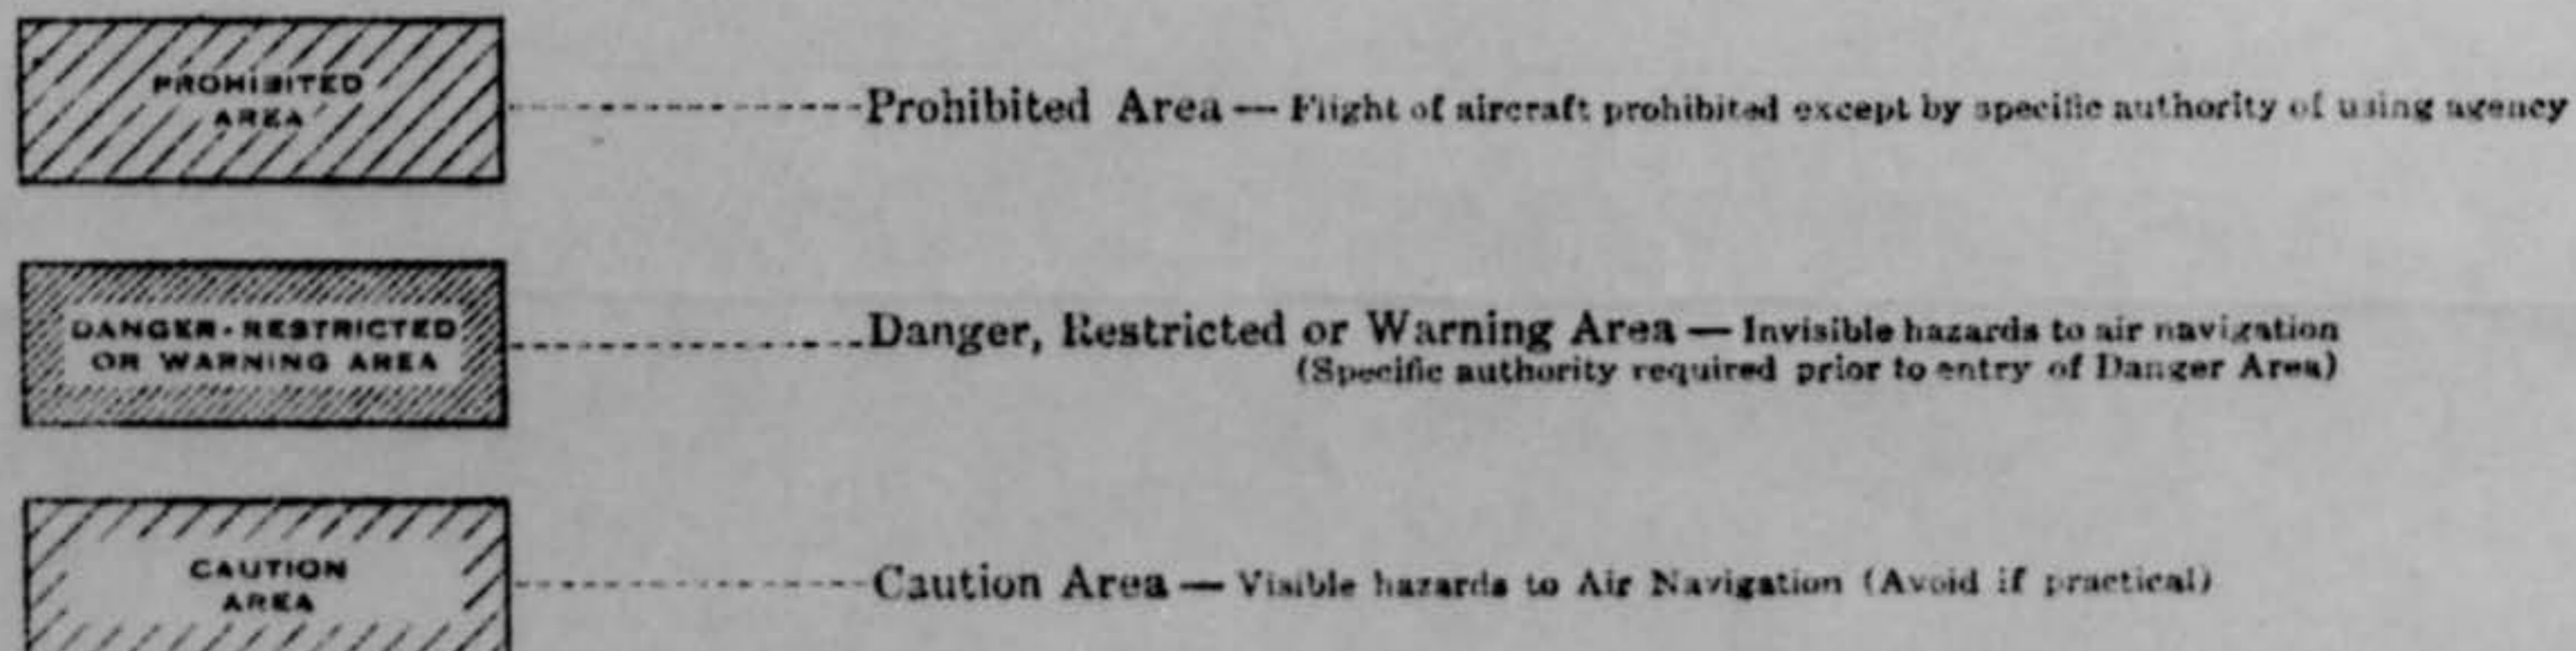 PROHIBITED
AREA
Prohibited Area — Flight of aircraft prohibited except by specific authority of using agency
DANGER - RESTRICTED
OR WARNING AREA
Danger, Restricted or Warning Area — Invisible hazards to air navigation
(Specific authority required prior to entry of Danger Area)
CAUTION
AREA
Caution Area — Visible hazards to Air Navigation (Avoid if practical)